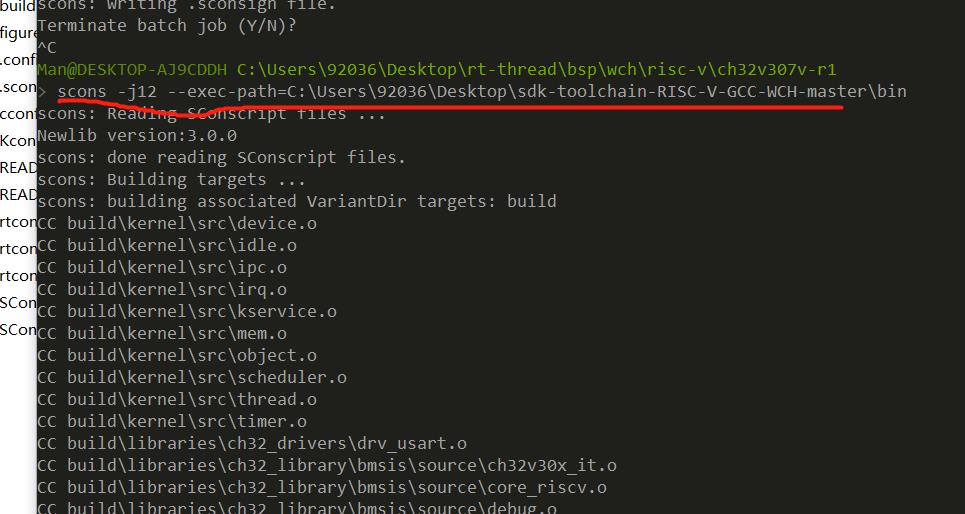 build
figure
.conf
.scon
cconf
Kcon
READ
READ
rtcon
rtcon
rtcon
SCon
SCon
scons: writing .sconsign file.
Terminate batch job (Y/N)?
^C
Man@DESKTOP-AJ9CDDH C:\Users\92036\Desktop\rt-thread\bsp\wch\risc-v\ch32v307v-r1
> scons -j12 --exec-path=C:\Users\92036\Desktop\sdk-toolchain-RISC-V-GCC-WCH-master\bin
scons: Reading SConscript files ...
Newlib version:3.0.0
scons: done reading SConscript files.
scons: Building targets ...
scons: building associated VariantDir targets: build
CC build\kernel\src\device.o
CC build\kernel\src\idle.o
CC build\kernel\src\ipc.o
CC build\kernel\src\irq.o
CC build\kernel\src\kservice.o
CC build\kernel\src\mem.o
CC build\kernel\src\object.o
CC build\kernel\src\scheduler.o
CC build\kernel\src\thread.o
CC build\kernel\src\timer.o
CC build\libraries\ch32_drivers\drv_usart.o
CC build\libraries\ch32_library\bmsis\source\ch32v30x_it.o
CC build\libraries\ch32_library\bmsis\source\core_riscv.o
CC build\libraries\ch32_library\bmsis\source\debug.o